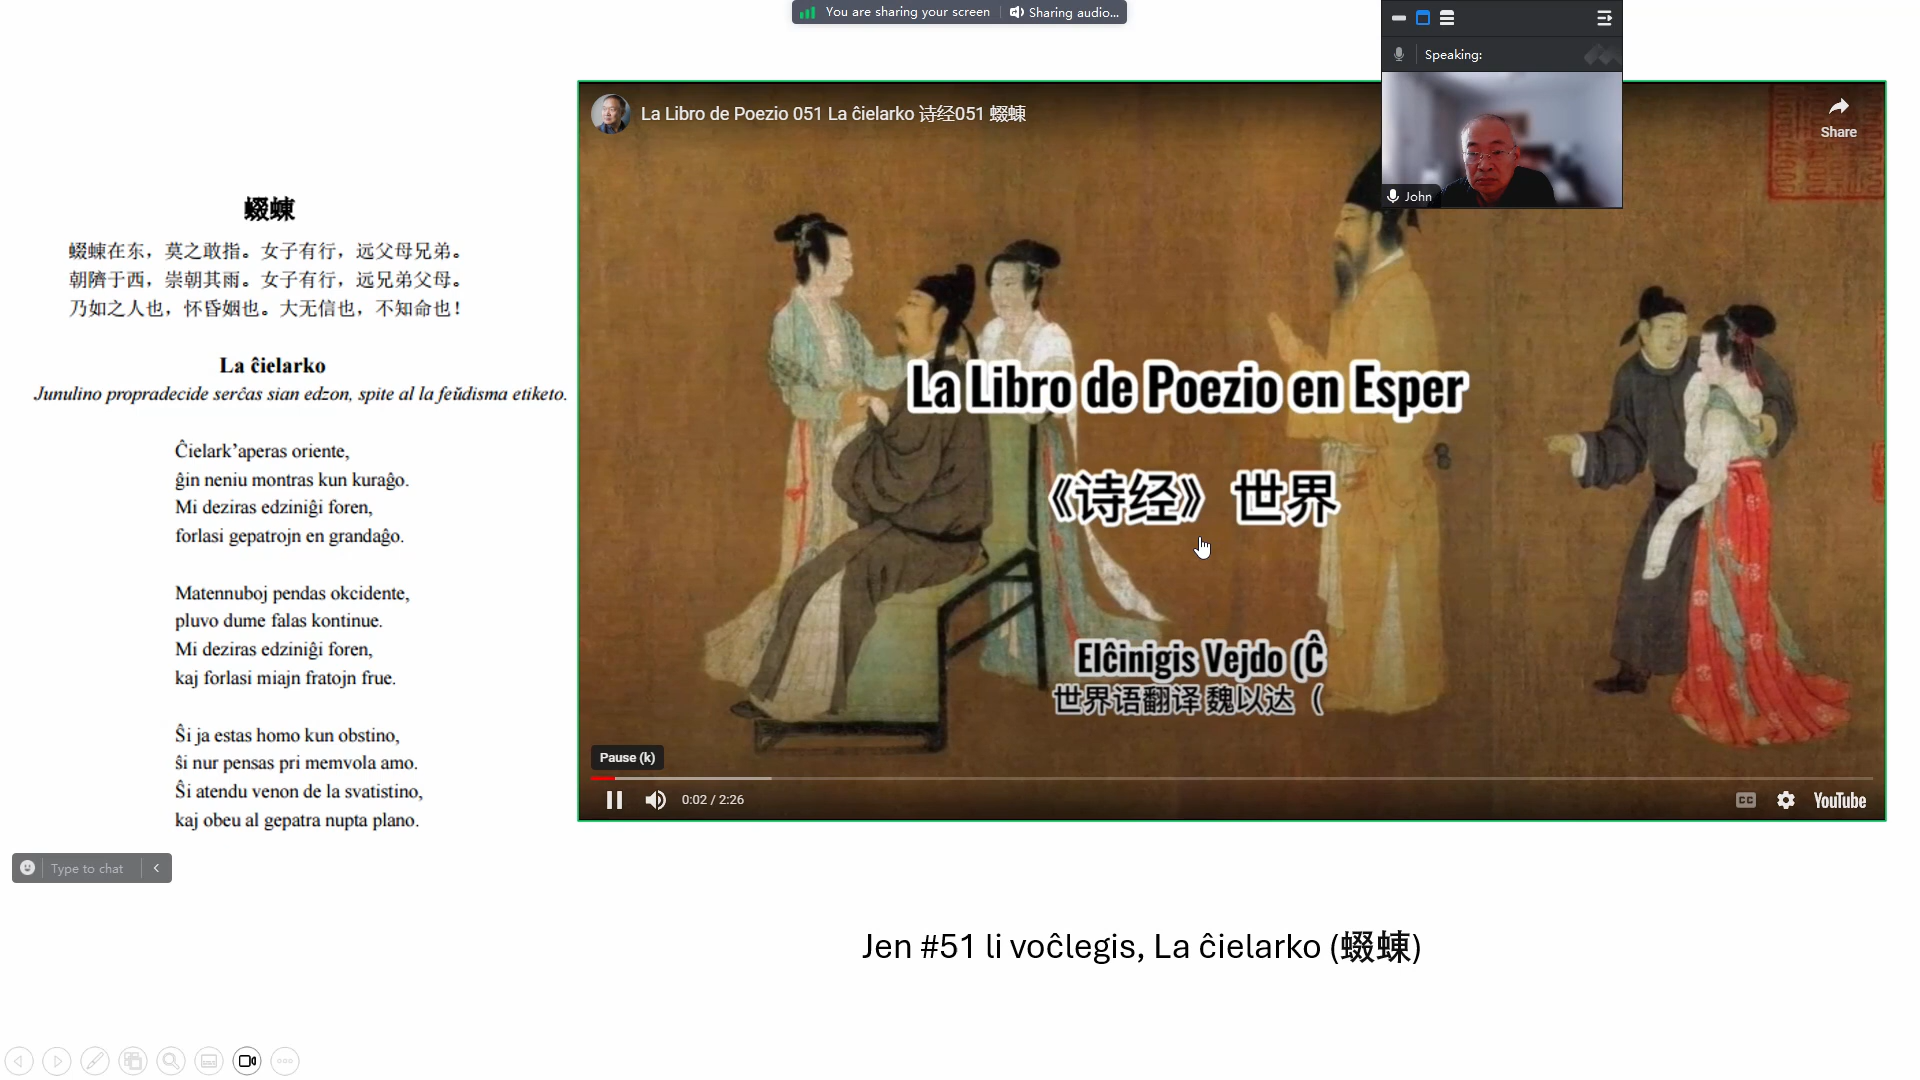 You are sharing your screen
Sharing audio...
Speaking:
John
La Libro de Poezio 051 La ĉielarko 诗经051 蝃蝀
Share
蝃蝀
蝃蝀在东，莫之敢指。女子有行，远父母兄弟。
朝隮于西，崇朝其雨。女子有行，远兄弟父母。
乃如之人也，怀昏姻也。大无信也，不知命也！
La ĉielarko
Junulino propradecide serĉas sian edzon, spite al la feŭdisma etiketo.
Ĉielark’aperas oriente,
ĝin neniu montras kun kuraĝo.
Mi deziras edziniĝi foren,
forlasi gepatrojn en grandaĝo.
Matennuboj pendas okcidente,
pluvo dume falas kontinue.
Mi deziras edziniĝi foren,
kaj forlasi miajn fratojn frue.
Ŝi ja estas homo kun obstino,
ŝi nur pensas pri memvola amo.
Ŝi atendu venon de la svatistino,
kaj obeu al gepatra nupta plano.
La Libro de Poezio en Esper
《诗经》 世界
Elĉinigis Vejdo (Ĉ
世界语翻译 魏以达 （
Pause (k)
0:02 / 2:26
CC
YouTube
Type to chat
Jen #51 li voĉlegis, La ĉielarko (蝃蝀)